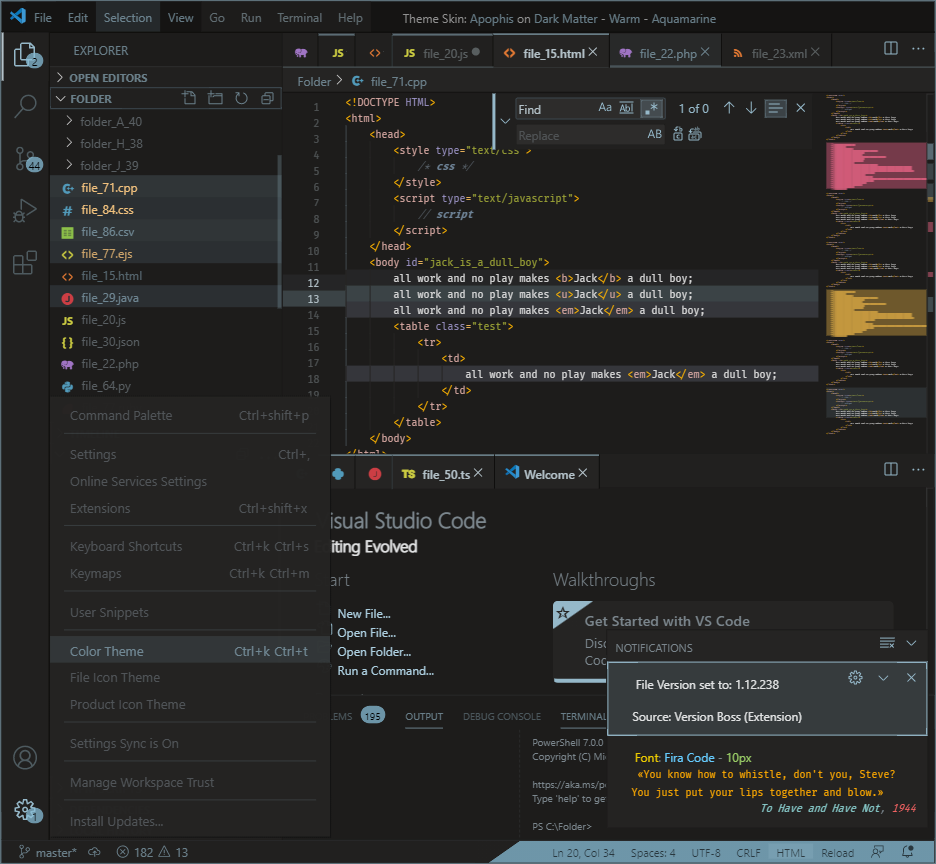 File Edit Selection View Go Run Terminal Help Theme Skin: Apophis on Dark Matter - Warm - Aquamarine
2
EXPLORER
JS JS file_20.js file_15.html file_22.php file_23.xml
OPEN EDITORS
FOLDER
Folder > file_71.cpp
folder_A_40
folder_H_38
folder_J_39
file_71.cpp
file_84.css
file_86.csv
file_77.ejs
file_15.html
file_29.java
JS file_20.js
file_30.json
file_22.php
file_64.py
44
Find Aa Abl .* 1 of 0
Replace AB
1 <!DOCTYPE HTML>
2 <html>
3 <head>
4 <style type="text/css">
5 /* css */
6 </style>
7 <script type="text/javascript">
8 // script
9 </script>
10 </head>
11 <body id="jack_is_a_dull_boy">
12 all work and no play makes <b>Jack</b> a dull boy;
13 all work and no play makes <u>Jack</u> a dull boy;
14 all work and no play makes <em>Jack</em> a dull boy;
15 <table class="test">
16 <tr>
17 <td>
18 all work and no play makes <em>Jack</em> a dull boy;
19 </td>
</tr>
</table>
</body>
</html>
Command Palette Ctrl+shift+p
Settings Ctrl+,
Online Services Settings
Extensions Ctrl+shift+x
Keyboard Shortcuts Ctrl+k Ctrl+s
Keymaps Ctrl+k Ctrl+m
User Snippets
Color Theme Ctrl+k Ctrl+t
File Icon Theme
Product Icon Theme
Settings Sync is On
Manage Workspace Trust
Install Updates...
1
TS file_50.ts Welcome
isual Studio Code
iting Evolved
art
New File...
Open File...
Open Folder...
Run a Command...
Walkthroughs
Get Started with VS Code
NOTIFICATIONS
File Version set to: 1.12.238
Source: Version Boss (Extension)
Font: Fira Code - 10px
«You know how to whistle, don't you, Steve?
You just put your lips together and blow.»
To Have and Have Not, 1944
LEMS 195 OUTPUT DEBUG CONSOLE TERMINAL
PowerShell 7.0.0
Copyright (C) Mi
https://aka.ms/p
Type 'help' to ge
PS C:\Folder>
master* 182 13 Ln 20, Col 34 Spaces: 4 UTF-8 CRLF HTML Reload